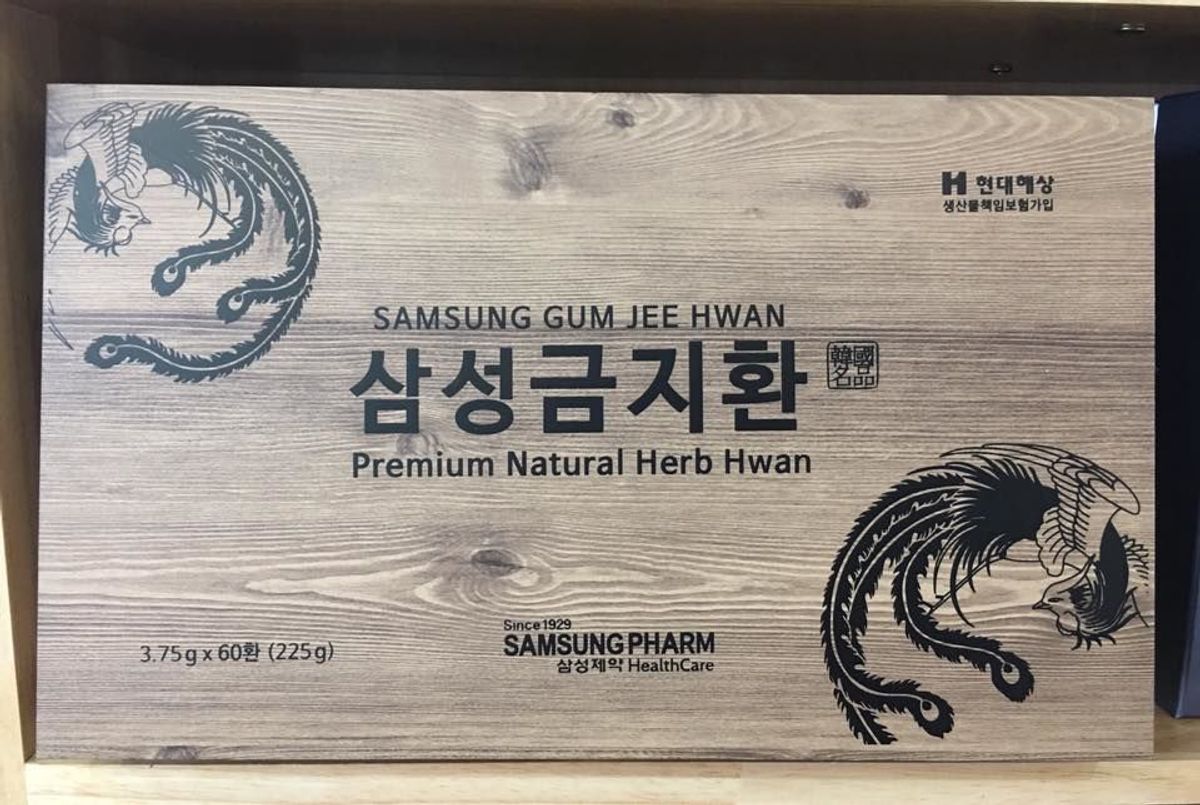 H 현대해상
생산물책임보험가입
SAMSUNG GUM JEE HWAN
삼성금지환
韓國
名品
Premium Natural Herb Hwan
3.75g x 60환 (225g)
Since 1929
SAMSUNG PHARM
삼성제약 HealthCare